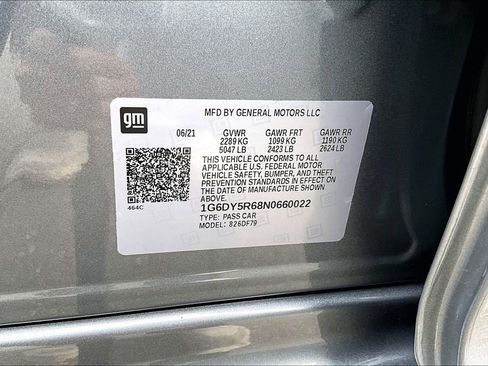 gm
MFD BY GENERAL MOTORS LLC
06/21 GVWR GAWR FRT GAWR RR
2289 KG 1099 KG 1190 KG
5047 LB 2423 LB 2624 LB
THIS VEHICLE CONFORMS TO ALL
APPLICABLE U.S. FEDERAL MOTOR
VEHICLE SAFETY, BUMPER, AND THEFT
PREVENTION STANDARDS IN EFFECT ON
THE DATE OF MANUFACTURE SHOWN
ABOVE.
464C
1G6DY5R68N0660022
TYPE: PASS CAR
MODEL: 826DF79